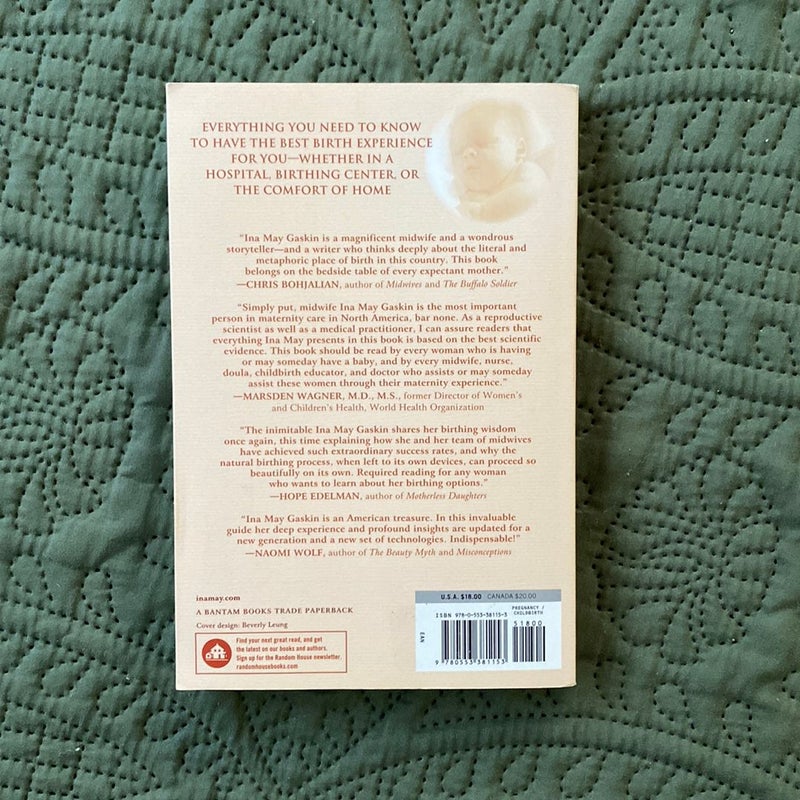 EVERYTHING YOU NEED TO KNOW
TO HAVE THE BEST BIRTH EXPERIENCE
FOR YOU—WHETHER IN A
HOSPITAL, BIRTHING CENTER, OR
THE COMFORT OF HOME
"Ina May Gaskin is a magnificent midwife and a wondrous
storyteller—and a writer who thinks deeply about the literal and
metaphoric place of birth in this country. This book
belongs on the bedside table of every expectant mother."
—CHRIS BOHJALIAN, author of Midwives and The Buffalo Soldier
"Simply put, midwife Ina May Gaskin is the most important
person in maternity care in North America, bar none. As a reproductive
scientist as well as a medical practitioner, I can assure readers that
everything Ina May presents in this book is based on the best scientific
evidence. This book should be read by every woman who is having
or may someday have a baby, and by every midwife, nurse,
doula, childbirth educator, and doctor who assists or may someday
assist these women through their maternity experience."
—MARSDEN WAGNER, M.D., M.S., former Director of Women's
and Children's Health, World Health Organization
"The inimitable Ina May Gaskin shares her birthing wisdom
once again, this time explaining how she and her team of midwives
have achieved such extraordinary success rates, and why the
natural birthing process, when left to its own devices, can proceed so
beautifully on its own. Required reading for any woman
who wants to learn about her birthing options."
—HOPE EDELMAN, author of Motherless Daughters
"Ina May Gaskin is an American treasure. In this invaluable
guide her deep experience and profound insights are updated for a
new generation and a new set of technologies. Indispensable!"
—NAOMI WOLF, author of The Beauty Myth and Misconceptions
inamay.com
A BANTAM BOOKS TRADE PAPERBACK
Cover design: Beverly Leung
Find your next great read, and get
the latest on our books and authors.
Sign up for the Random House newsletter.
randomhousebooks.com
U.S.A. $18.00 CANADA $20.00
ISBN 978-0-553-38115-3
PREGNANCY /
CHILDBIRTH
51800
EAN
9 780553 381153